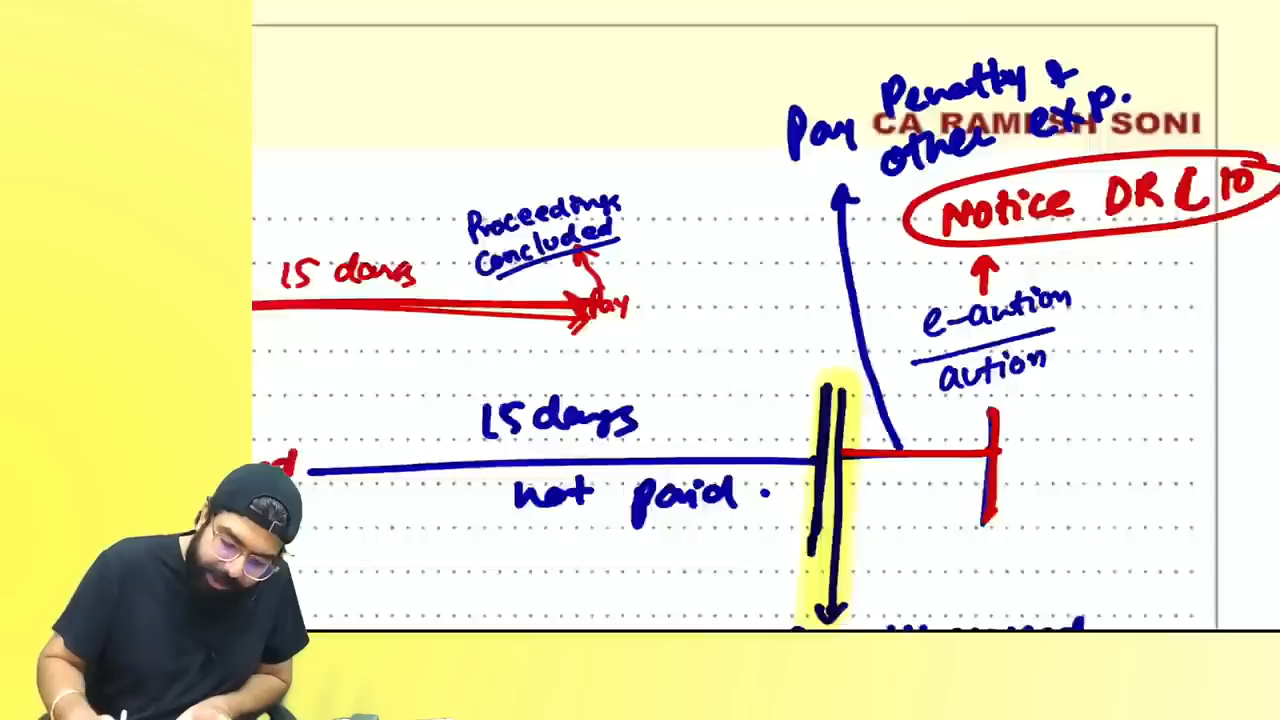 Penalty &
Pay other exp.
CA RAMESH SONI
Notice DRC 10
Proceedings
concluded
15 days
Pay
e-aution
aution
15 days
not paid.